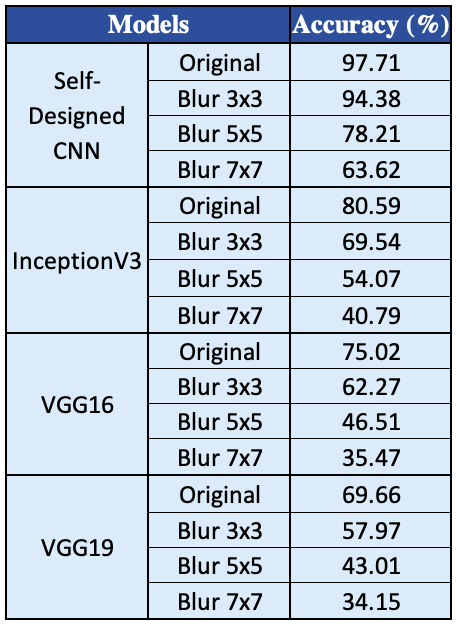 Models Accuracy (%)
Self-Designed CNN Original 97.71
Blur 3x3 94.38
Blur 5x5 78.21
Blur 7x7 63.62
InceptionV3 Original 80.59
Blur 3x3 69.54
Blur 5x5 54.07
Blur 7x7 40.79
VGG16 Original 75.02
Blur 3x3 62.27
Blur 5x5 46.51
Blur 7x7 35.47
VGG19 Original 69.66
Blur 3x3 57.97
Blur 5x5 43.01
Blur 7x7 34.15